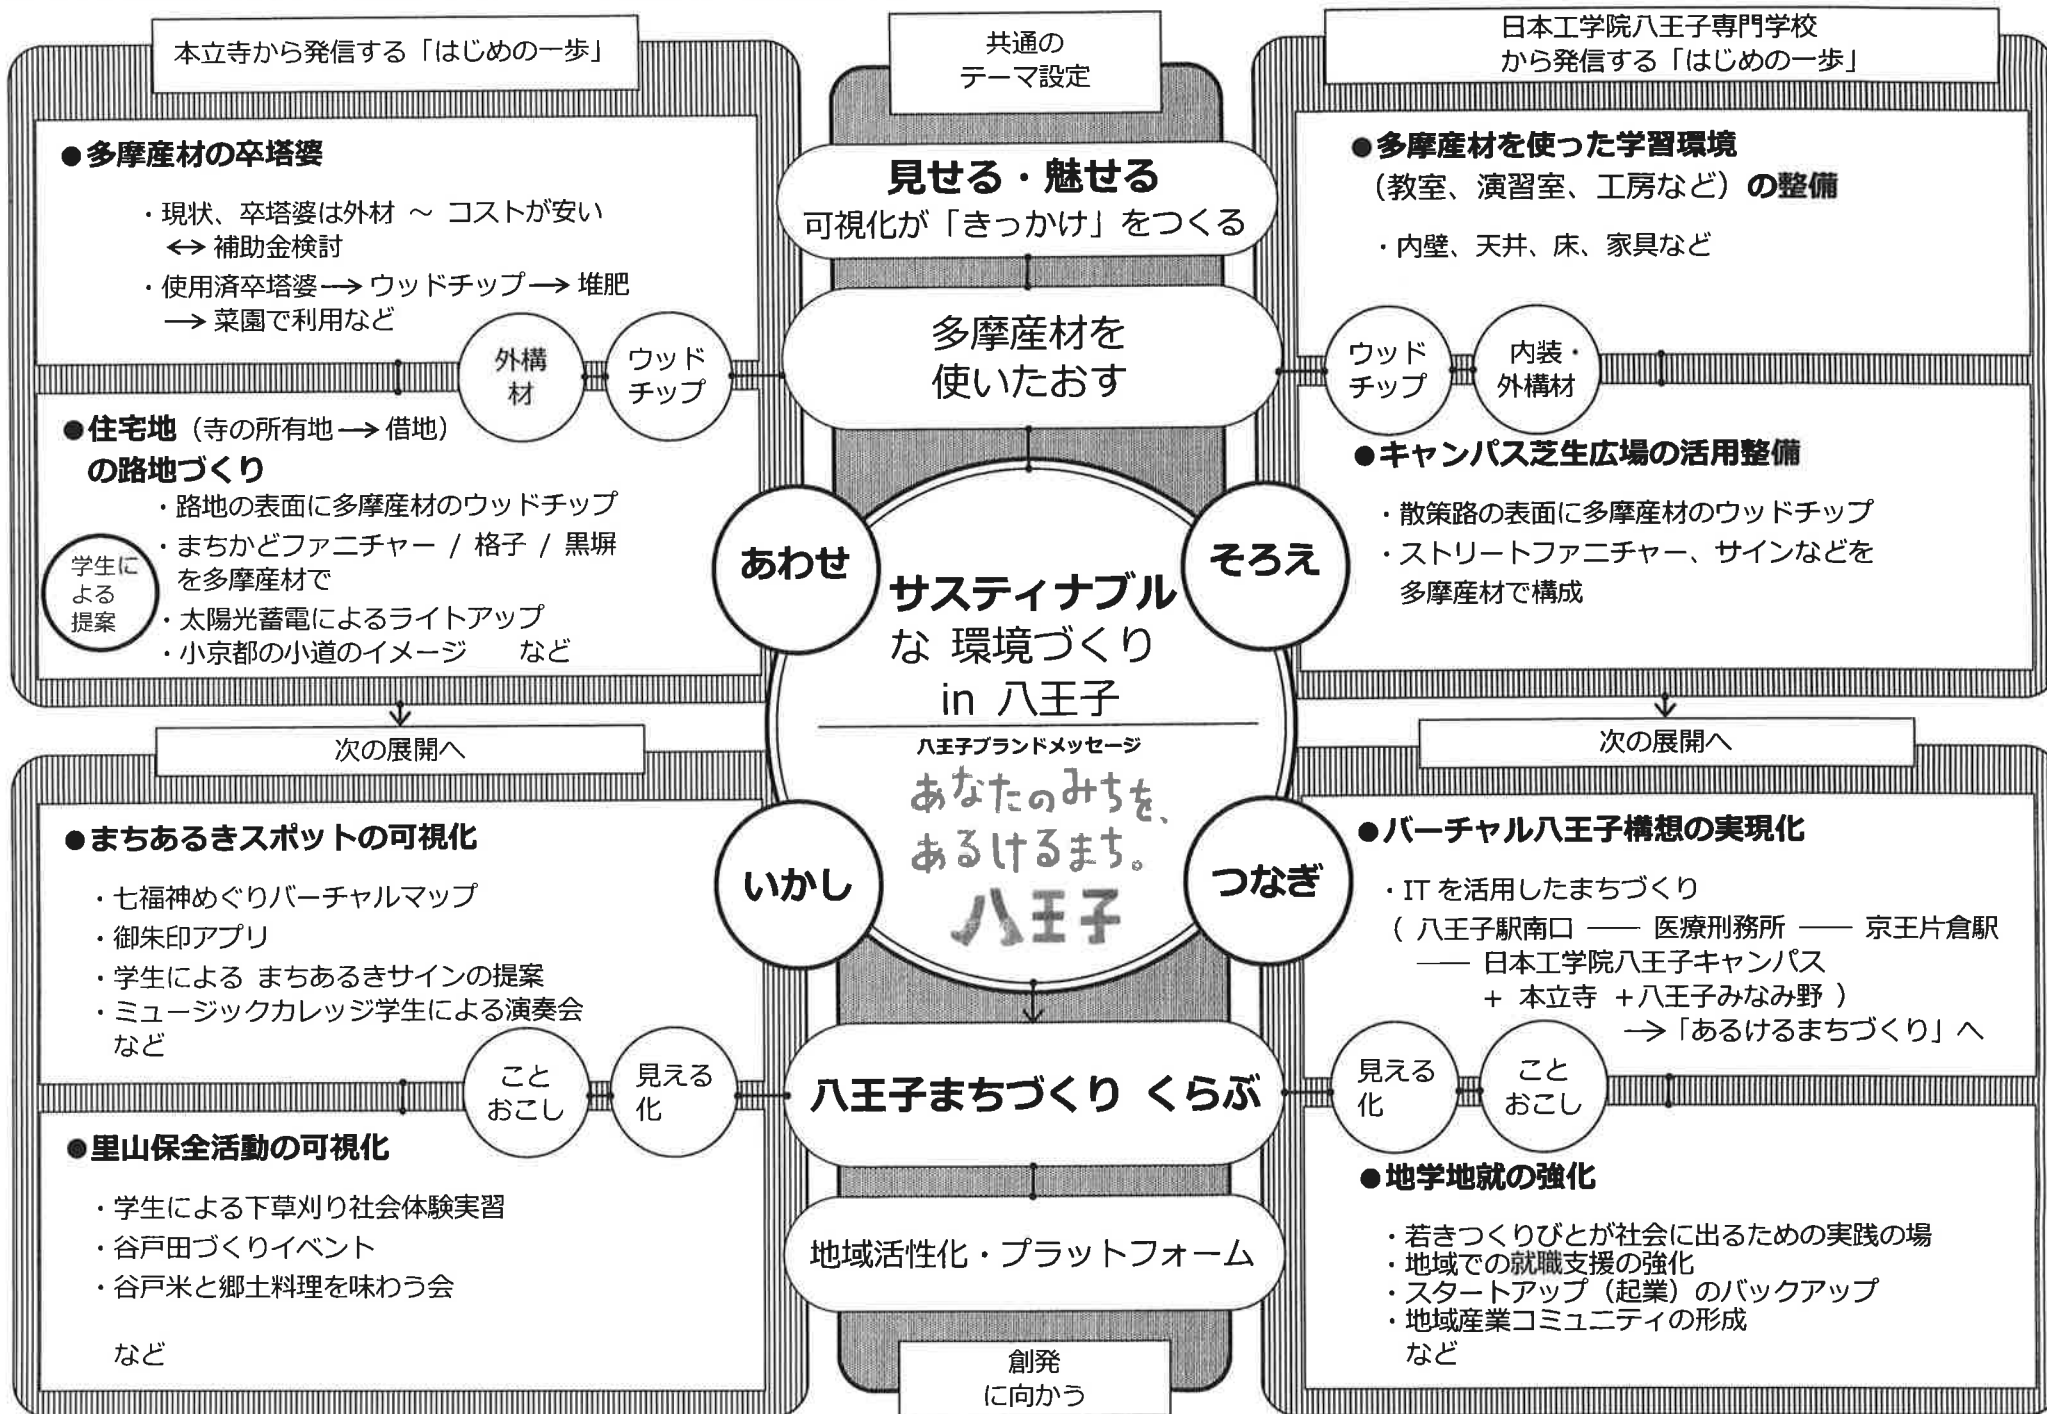 本立寺から発信する「はじめの一歩」
●多摩産材の卒塔婆
・現状、卒塔婆は外材 ～ コストが安い
↔ 補助金検討
・使用済卒塔婆→ ウッドチップ→ 堆肥
→ 菜園で利用など
外構
材
ウッド
チップ
●住宅地（寺の所有地→ 借地）
の路地づくり
・路地の表面に多摩産材のウッドチップ
・まちかどファニチャー / 格子 / 黒塀
を多摩産材で
・太陽光蓄電によるライトアップ
・小京都の小道のイメージ など
学生に
よる
提案
次の展開へ
●まちあるきスポットの可視化
・七福神めぐりバーチャルマップ
・御朱印アプリ
・学生による まちあるきサインの提案
・ミュージックカレッジ学生による演奏会
など
こと
おこし
見える
化
●里山保全活動の可視化
・学生による下草刈り社会体験実習
・谷戸田づくりイベント
・谷戸米と郷土料理を味わう会
など
共通の
テーマ設定
見せる・魅せる
可視化が「きっかけ」をつくる
多摩産材を
使いたおす
あわせ
そろえ
サスティナブル
な 環境づくり
in 八王子
八王子ブランドメッセージ
あなたのみちを、
あるけるまち。
八王子
いかし
つなぎ
八王子まちづくり くらぶ
地域活性化・プラットフォーム
創発
に向かう
日本工学院八王子専門学校
から発信する「はじめの一歩」
●多摩産材を使った学習環境
（教室、演習室、工房など）の整備
・内壁、天井、床、家具など
ウッド
チップ
内装・
外構材
●キャンパス芝生広場の活用整備
・散策路の表面に多摩産材のウッドチップ
・ストリートファニチャー、サインなどを
多摩産材で構成
次の展開へ
●バーチャル八王子構想の実現化
・IT を活用したまちづくり
（ 八王子駅南口 ── 医療刑務所 ── 京王片倉駅
── 日本工学院八王子キャンパス
+ 本立寺 +八王子みなみ野 ）
→「あるけるまちづくり」へ
見える
化
こと
おこし
●地学地就の強化
・若きつくりびとが社会に出るための実践の場
・地域での就職支援の強化
・スタートアップ（起業）のバックアップ
・地域産業コミュニティの形成
など